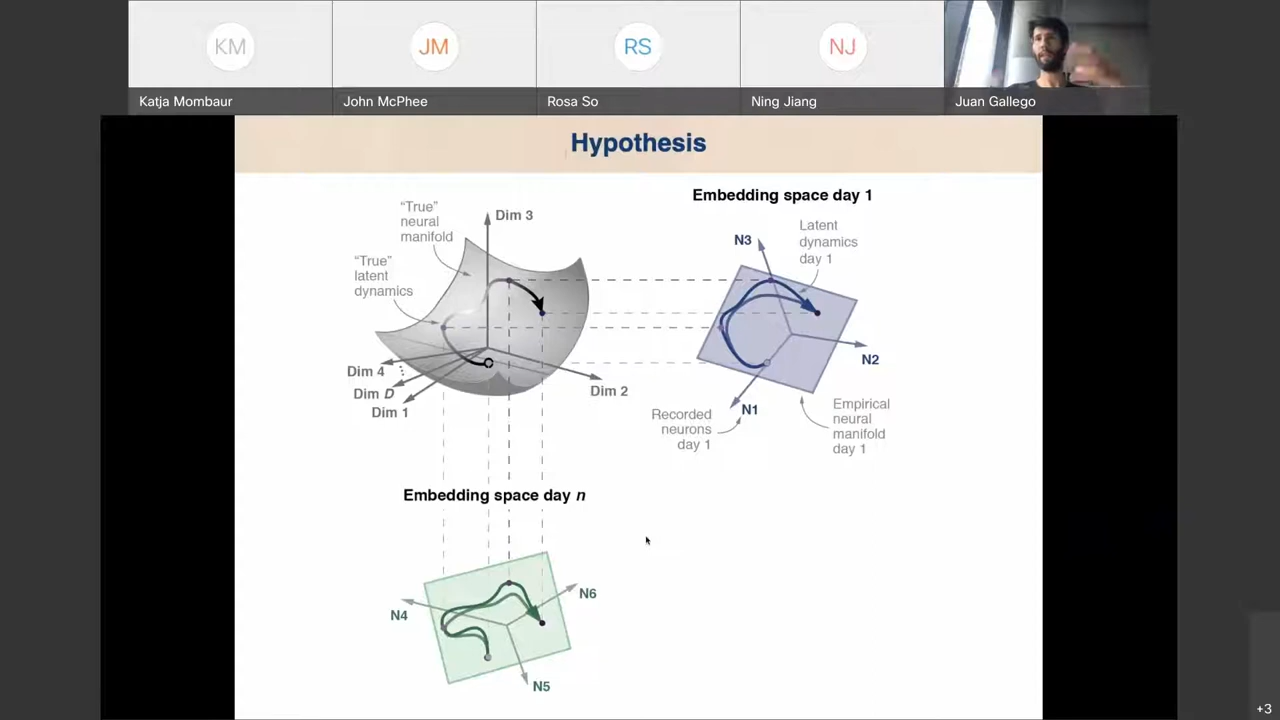 KM
JM
RS
NJ
Katja Mombaur
John McPhee
Rosa So
Ning Jiang
Juan Gallego
Hypothesis
"True"
neural
manifold
Dim 3
"True"
latent
dynamics
Dim 4
Dim D
Dim 1
Dim 2
Embedding space day 1
Latent
dynamics
day 1
N3
N2
N1
Recorded
neurons
day 1
Empirical
neural
manifold
day 1
Embedding space day n
N4
N6
N5
+3